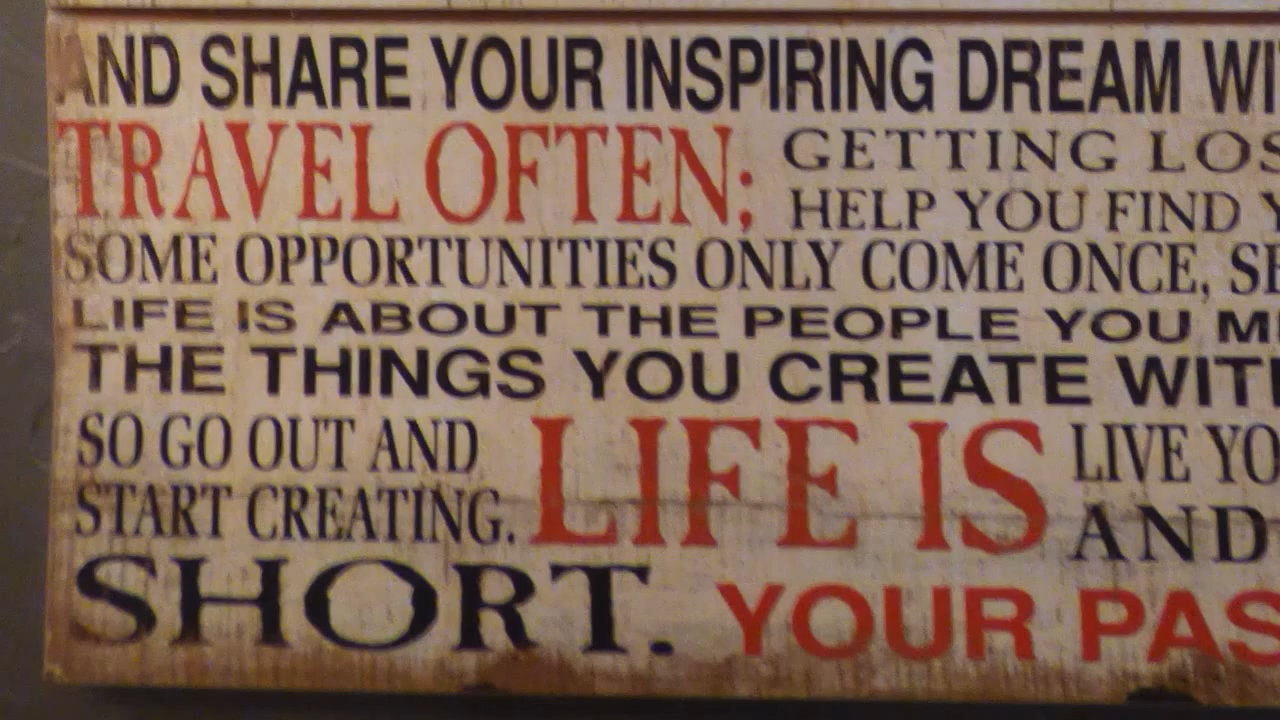 AND SHARE YOUR INSPIRING DREAM WI
TRAVEL OFTEN; GETTING LOS
HELP YOU FIND Y
SOME OPPORTUNITIES ONLY COME ONCE, SE
LIFE IS ABOUT THE PEOPLE YOU M
THE THINGS YOU CREATE WITH
SO GO OUT AND
START CREATING.
LIFE IS
LIVE YO
AND
SHORT. YOUR PAS